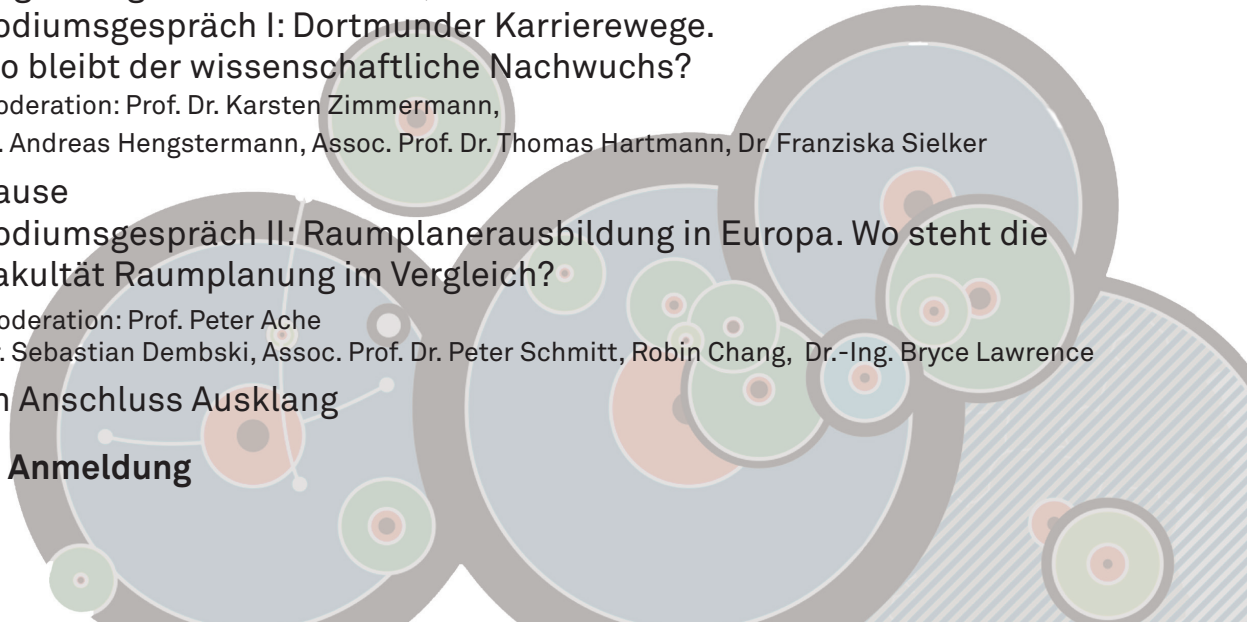 odiumsgespräch I: Dortmunder Karrierewege.
o bleibt der wissenschaftliche Nachwuchs?
oderation: Prof. Dr. Karsten Zimmermann,
. Andreas Hengstermann, Assoc. Prof. Dr. Thomas Hartmann, Dr. Franziska Sielker
ause
odiumsgespräch II: Raumplanerausbildung in Europa. Wo steht die
akultät Raumplanung im Vergleich?
oderation: Prof. Peter Ache
r. Sebastian Dembski, Assoc. Prof. Dr. Peter Schmitt, Robin Chang, Dr.-Ing. Bryce Lawrence
Anschluss Ausklang
Anmeldung